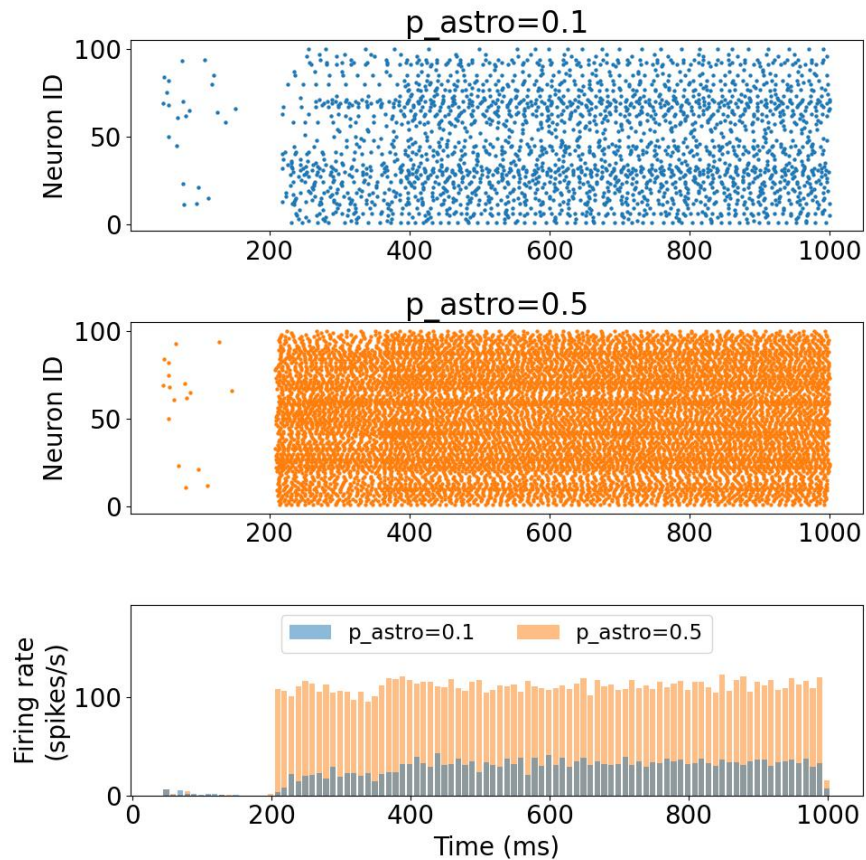 p_astro=0.1
Neuron ID
100
50
0
200 400 600 800 1000
p_astro=0.5
Neuron ID
100
50
0
200 400 600 800 1000
Firing rate
(spikes/s)
p_astro=0.1 p_astro=0.5
100
0
0 200 400 600 800 1000
Time (ms)